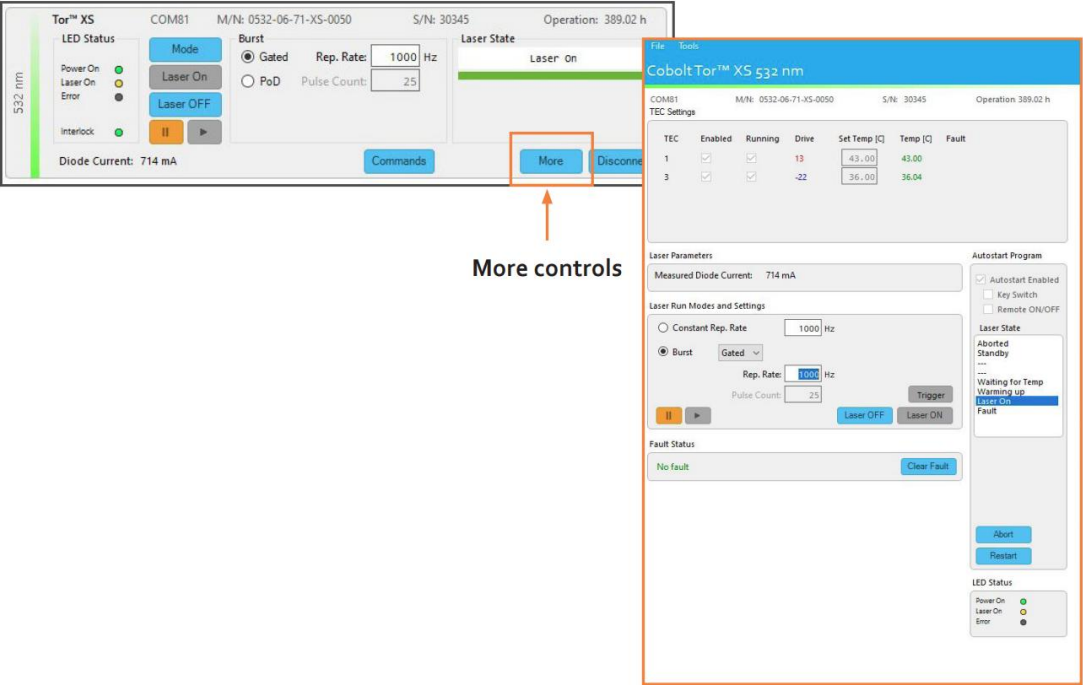 Tor™ XS COM81 M/N: 0532-06-71-XS-0050 S/N: 30345 Operation: 389.02 h
532 nm
LED Status
Power On
Laser On
Error
Interlock
Mode
Laser On
Laser OFF
Burst
Gated Rep. Rate: 1000 Hz
PoD Pulse Count: 25
Laser State
Laser On
Diode Current: 714 mA
Commands
More
Disconne
More controls
File Tools
Cobolt Tor™ XS 532 nm
COM81 M/N: 0532-06-71-XS-0050 S/N: 30345 Operation 389.02 h
TEC Settings
TEC Enabled Running Drive Set Temp [C] Temp [C] Fault
1 13 43.00 43.00
3 -22 36.00 36.04
Laser Parameters
Measured Diode Current: 714 mA
Laser Run Modes and Settings
Constant Rep. Rate 1000 Hz
Burst Gated
Rep. Rate: 1000 Hz
Pulse Count: 25
Trigger
Laser OFF Laser ON
Fault Status
No fault
Clear Fault
Autostart Program
Autostart Enabled
Key Switch
Remote ON/OFF
Laser State
Aborted
Standby
---
---
Waiting for Temp
Warming up
Laser On
Fault
Abort
Restart
LED Status
Power On
Laser On
Error